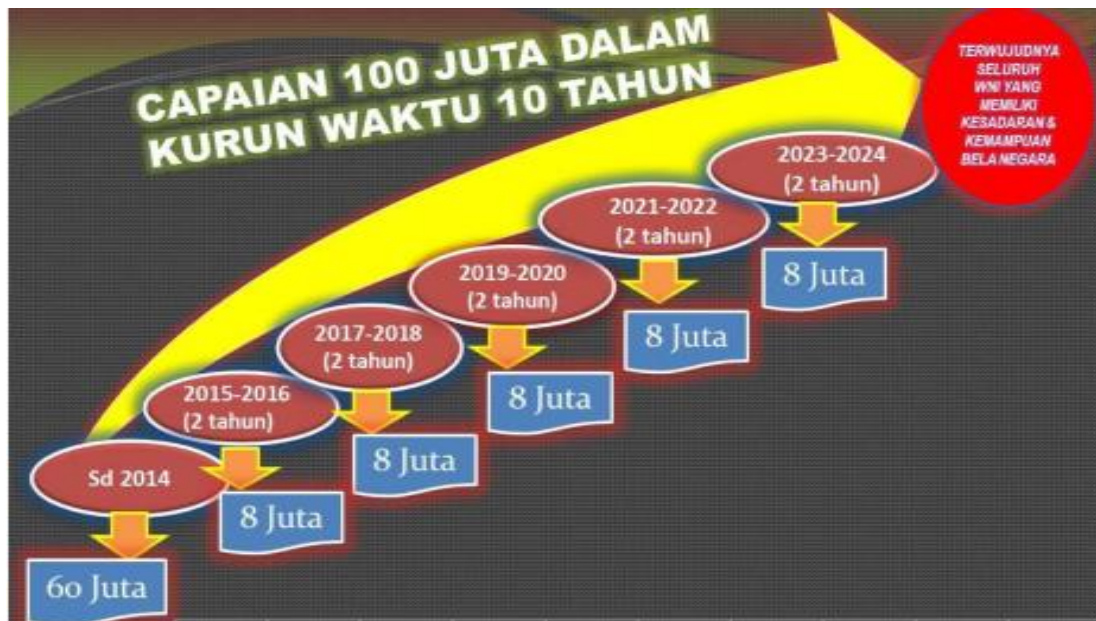 CAPAIAN 100 JUTA DALAM
KURUN WAKTU 10 TAHUN
TERWUJUDNYA
SELURUH
WNI YANG
MEMILIKI
KESADARAN &
KEMAMPUAN
BELA NEGARA
2023-2024
(2 tahun)
8 Juta
2021-2022
(2 tahun)
8 Juta
2019-2020
(2 tahun)
8 Juta
2017-2018
(2 tahun)
8 Juta
2015-2016
(2 tahun)
8 Juta
Sd 2014
60 Juta